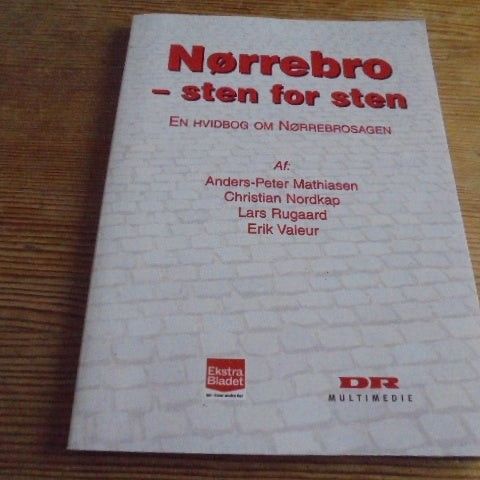 Nørrebro
– sten for sten
EN HVIDBOG OM NØRREBROSAGEN
Af:
Anders-Peter Mathiasen
Christian Nordkap
Lars Rugaard
Erik Valeur
Ekstra
Bladet
DR
MULTIMEDIE